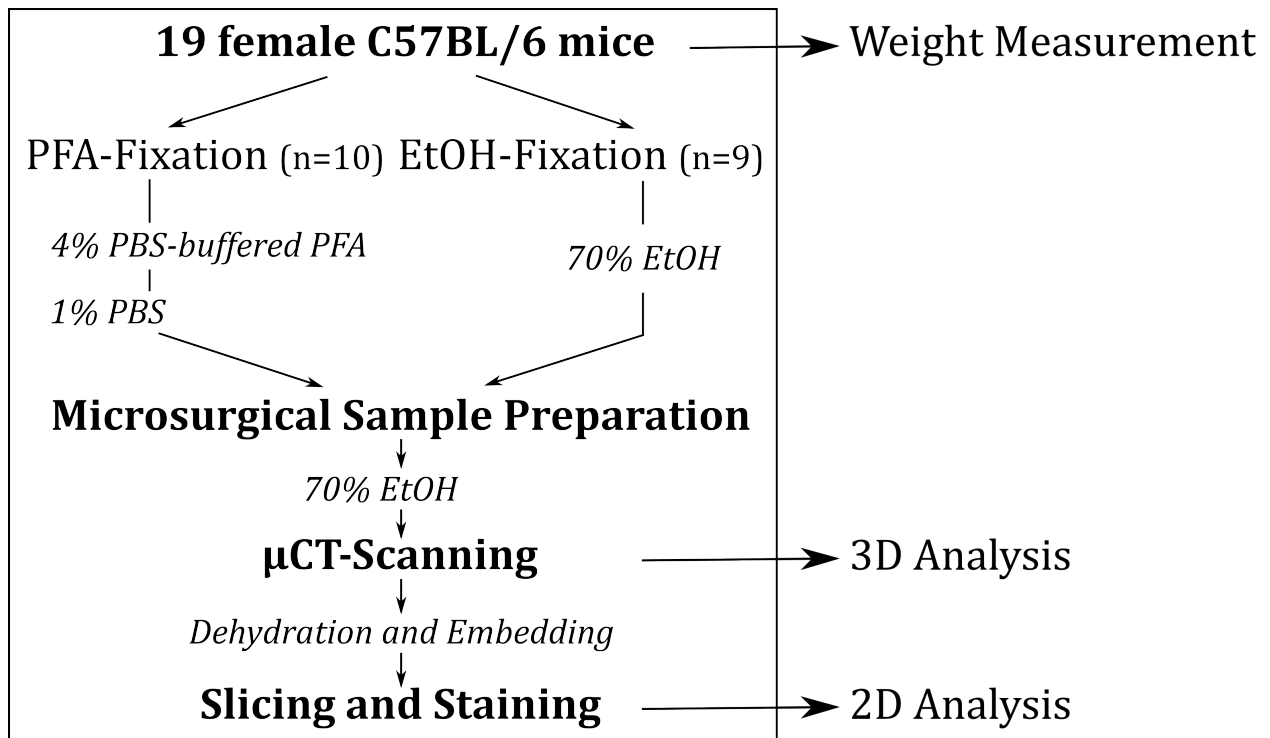 19 female C57BL/6 mice
Weight Measurement
PFA-Fixation (n=10)
EtOH-Fixation (n=9)
4% PBS-buffered PFA
70% EtOH
1% PBS
Microsurgical Sample Preparation
70% EtOH
µCT-Scanning
3D Analysis
Dehydration and Embedding
Slicing and Staining
2D Analysis